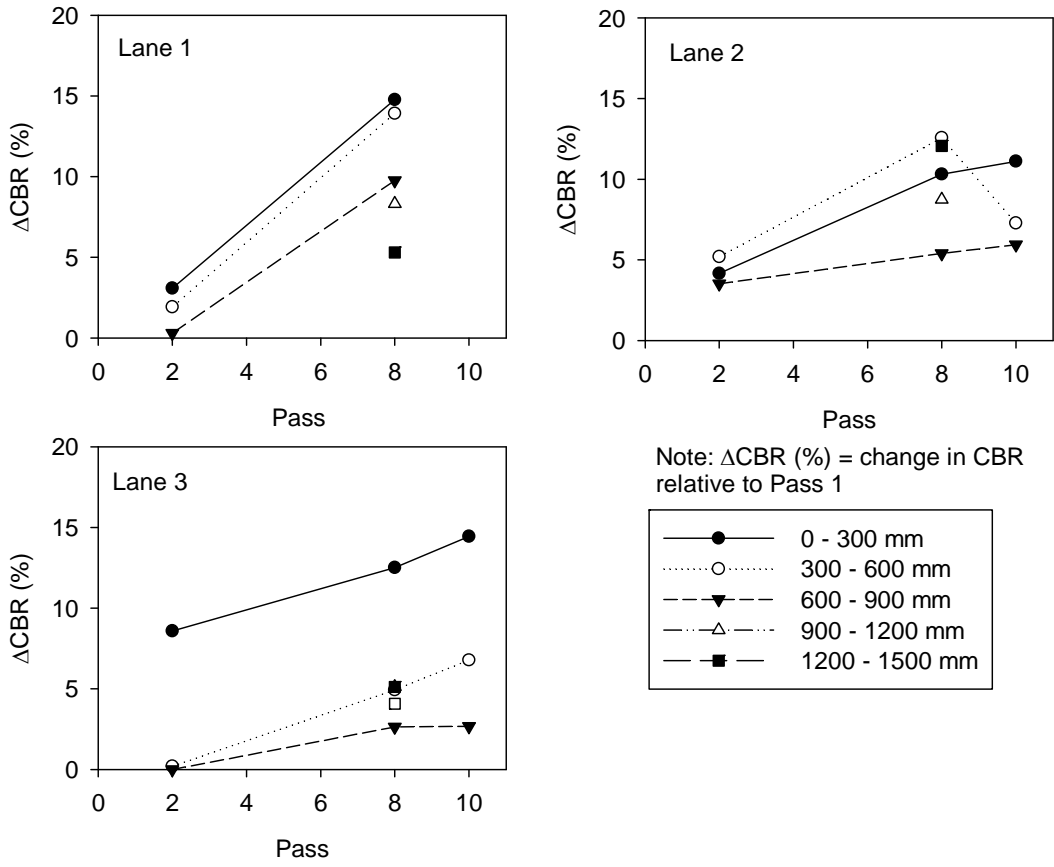 20
15
10
5
0
ΔCBR (%)
Lane 1
0 2 4 6 8 10
Pass
20
15
10
5
0
ΔCBR (%)
Lane 2
0 2 4 6 8 10
Pass
20
15
10
5
0
ΔCBR (%)
Lane 3
0 2 4 6 8 10
Pass
Note: ΔCBR (%) = change in CBR
relative to Pass 1
0 - 300 mm
300 - 600 mm
600 - 900 mm
900 - 1200 mm
1200 - 1500 mm